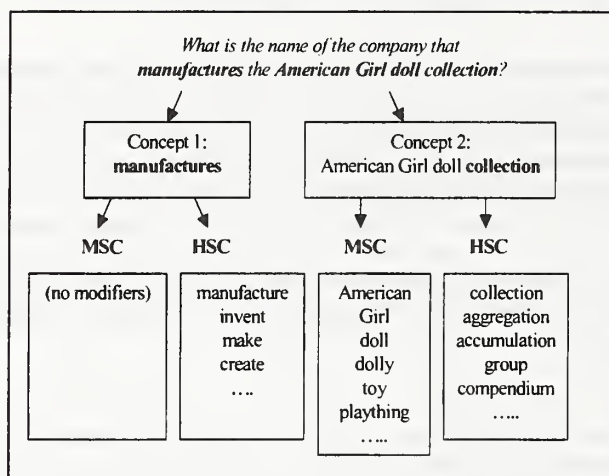 What is the name of the company that
manufactures the American Girl doll collection?
Concept 1:
manufactures
Concept 2:
American Girl doll collection
MSC
HSC
MSC
HSC
(no modifiers)
manufacture
invent
make
create
....
American
Girl
doll
dolly
toy
plaything
.....
collection
aggregation
accumulation
group
compendium
.....